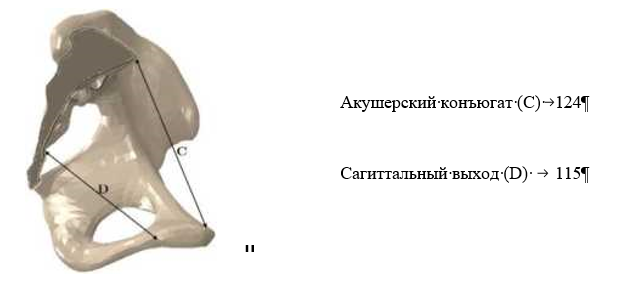 Акушерский·конъюгат·(С)→124¶
C
Сагиттальный·выход·(D)·→·115¶
D
"